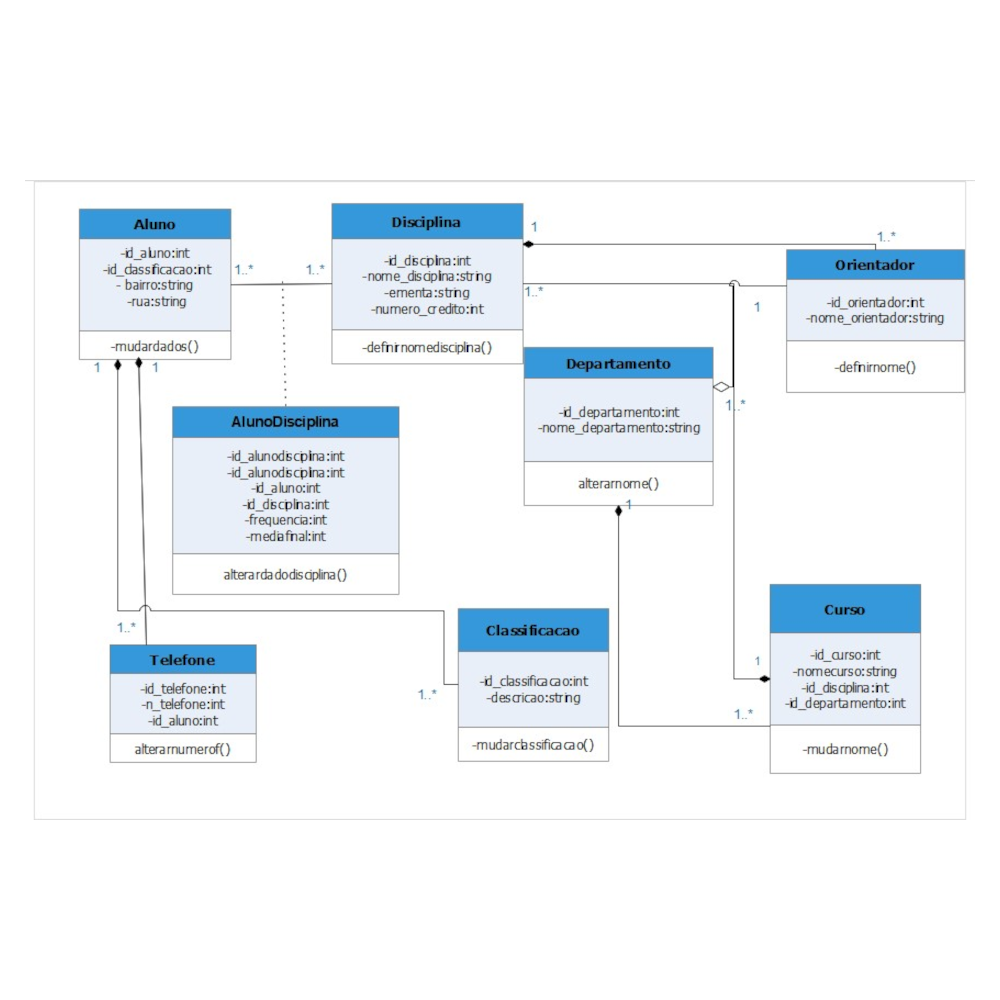 Aluno
-id_aluno:int
-id_classificacao:int
- bairro:string
-rua:string
-mudardados()
1..*
1..*
Disciplina
-id_disciplina:int
-nome_disciplina:string
-ementa:string
-numero_credito:int
-definirnomedisciplina()
1
1..*
1..*
Orientador
-id_orientador:int
-nome_orientador:string
-definirnome()
1
Departamento
-id_departamento:int
-nome_departamento:string
alterarnome()
1..*
1
1
1
AlunoDisciplina
-id_alunodisciplina:int
-id_alunodisciplina:int
-id_aluno:int
-id_disciplina:int
-frequencia:int
-mediafinal:int
alterardadodisciplina()
1..*
Telefone
-id_telefone:int
-n_telefone:int
-id_aluno:int
alterarnumerof()
1..*
Classificacao
-id_classificacao:int
-descricao:string
-mudarclassificacao()
1
1..*
Curso
-id_curso:int
-nomecurso:string
-id_disciplina:int
-id_departamento:int
-mudarnome()